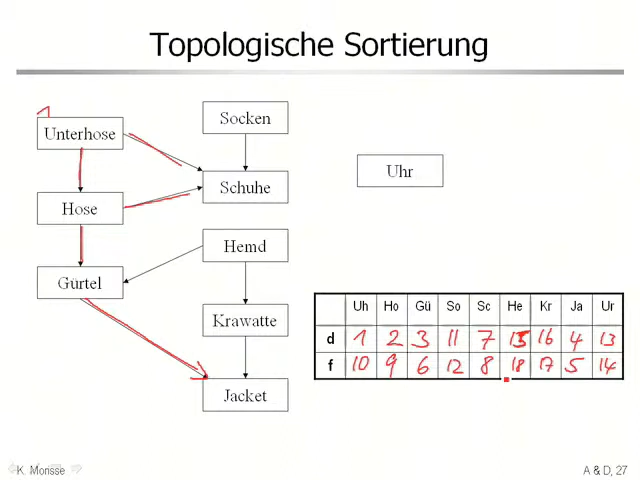 Topologische Sortierung
1
Unterhose
Socken
Uhr
Schuhe
Hose
Hemd
Gürtel
Krawatte
Jacket
Uh Ho Gü So Sc He Kr Ja Ur
d 1 2 3 11 7 15 16 4 13
f 10 9 6 12 8 18 17 5 14
K. Morisse
A & D, 27